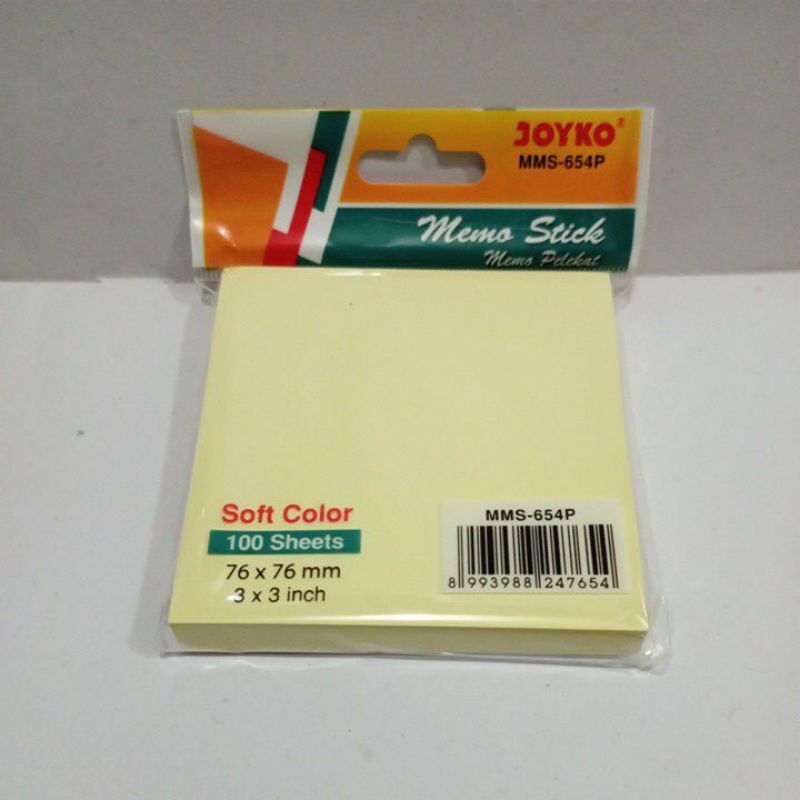 JOYKO®
MMS-654P
Memo Stick
Memo Pelekat
Soft Color
100 Sheets
76 x 76 mm
3 x 3 inch
MMS-654P
8 993988 247654